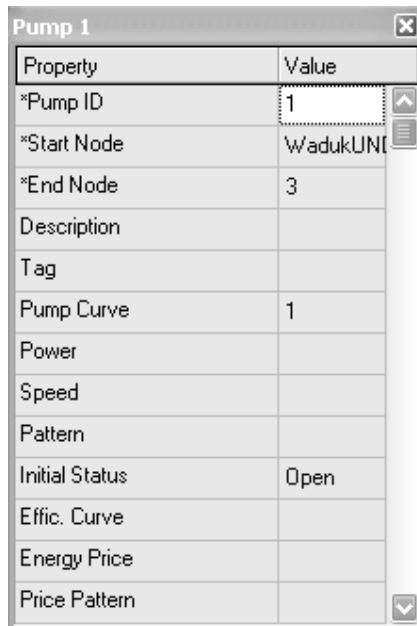 Pump 1
Property Value
*Pump ID 1
*Start Node
*End Node 3
Description
Tag
Pump Curve 1
Power
Speed
Pattern
Initial Status Open
Effic. Curve
Energy Price
Price Pattern